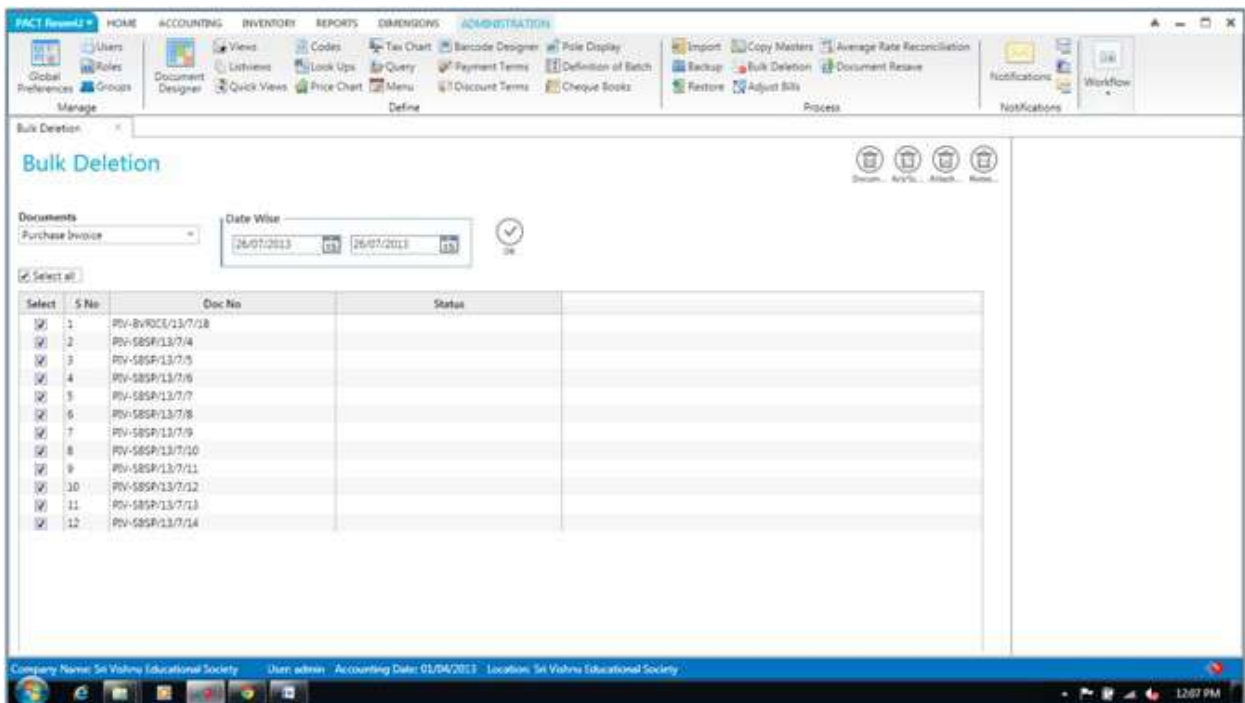 PACT RevenU HOME ACCOUNTING INVENTORY REPORTS DIMENSIONS ADMINISTRATION
Users Views Codes Tax Chart Barcode Designer Pole Display Import Copy Masters Average Rate Reconciliation
Roles Listviews Look Ups Query Payment Terms Definition of Batch Backup Bulk Deletion Document Resave
Groups Quick Views Price Chart Menu Discount Terms Cheque Books Restore Adjust Bills
Global Preferences
Document Designer
Notifications
Workflow
Manage Define Process Notifications
Bulk Deletion
Bulk Deletion
Docum... Attach... Notes...
Documents Date Wise
Purchase Invoice 26/07/2013 15 26/07/2013 15
OK
Select all
Select S No Doc No Status
1 PIV-BVRICE/13/7/18
2 PIV-SBSP/13/7/4
3 PIV-SBSP/13/7/5
4 PIV-SBSP/13/7/6
5 PIV-SBSP/13/7/7
6 PIV-SBSP/13/7/8
7 PIV-SBSP/13/7/9
8 PIV-SBSP/13/7/10
9 PIV-SBSP/13/7/11
10 PIV-SBSP/13/7/12
11 PIV-SBSP/13/7/13
12 PIV-SBSP/13/7/14
Company Name: Sri Vishnu Educational Society User: admin Accounting Date: 01/04/2013 Location: Sri Vishnu Educational Society
12:07 PM